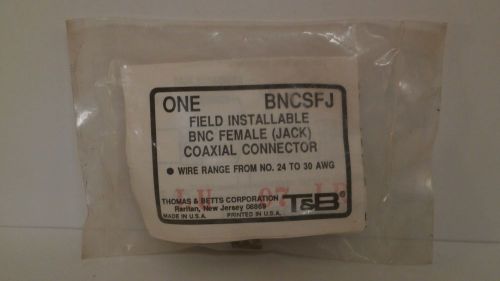 ONE BNCSFJ
FIELD INSTALLABLE
BNC FEMALE (JACK)
COAXIAL CONNECTOR
● WIRE RANGE FROM NO. 24 TO 30 AWG
THOMAS & BETTS CORPORATION
Raritan, New Jersey 08869
MADE IN U.S.A. PRINTED IN U.S.A.
T&B®